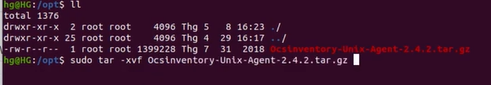 hg@HG:/opt$ ll
total 1376
drwxr-xr-x 2 root root 4096 Thg 5 8 16:23 ./
drwxr-xr-x 25 root root 4096 Thg 4 29 16:17 ../
-rw-r--r-- 1 root root 1399228 Thg 7 31 2018 Ocsinventory-Unix-Agent-2.4.2.tar.gz
hg@HG:/opt$ sudo tar -xvf Ocsinventory-Unix-Agent-2.4.2.tar.gz